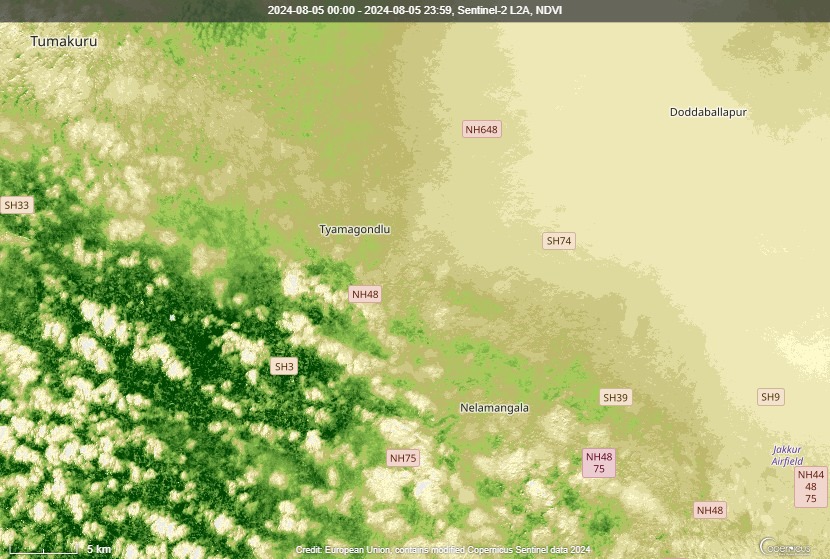 2024-08-05 00:00 - 2024-08-05 23:59, Sentinel-2 L2A, NDVI
Tumakuru
Doddaballapur
NH648
SH33
Tyamagondlu
SH74
NH48
SH3
SH39
SH9
Nelamangala
NH75
NH48
75
Jakkur
Airfield
NH44
48
75
NH48
5 km
Credit: European Union, contains modified Copernicus Sentinel data 2024
opernicus